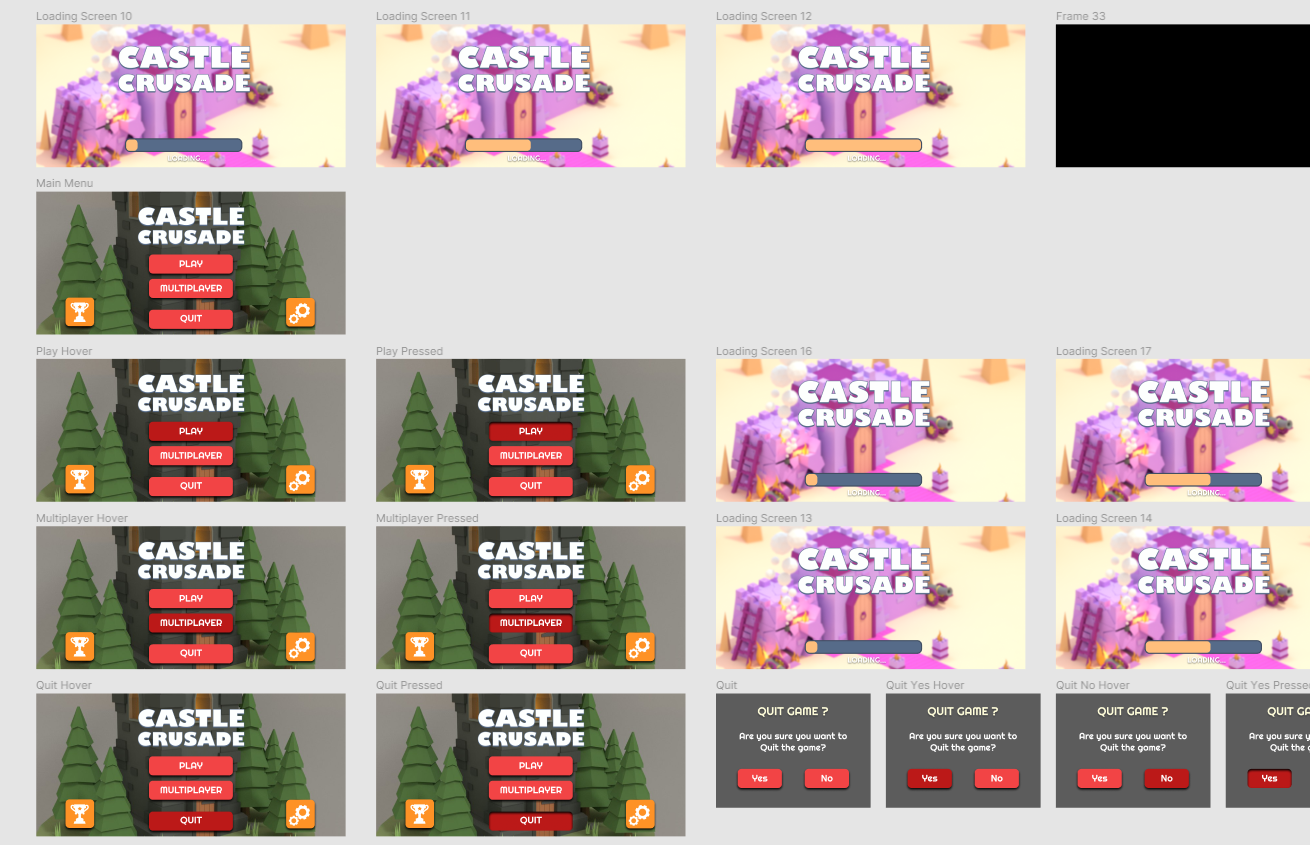 Loading Screen 10
Loading Screen 11
Loading Screen 12
Frame 33
CASTLE
CRUSADE
LOADING...
CASTLE
CRUSADE
LOADING...
CASTLE
CRUSADE
LOADING...
Main Menu
CASTLE
CRUSADE
PLAY
MULTIPLAYER
QUIT
Play Hover
Play Pressed
Loading Screen 16
Loading Screen 17
CASTLE
CRUSADE
PLAY
MULTIPLAYER
QUIT
CASTLE
CRUSADE
PLAY
MULTIPLAYER
QUIT
CASTLE
CRUSADE
LOADING...
CASTLE
CRUSADE
LOADING...
Multiplayer Hover
Multiplayer Pressed
Loading Screen 13
Loading Screen 14
CASTLE
CRUSADE
PLAY
MULTIPLAYER
QUIT
CASTLE
CRUSADE
PLAY
MULTIPLAYER
QUIT
CASTLE
CRUSADE
LOADING...
CASTLE
CRUSADE
LOADING...
Quit Hover
Quit Pressed
Quit
Quit Yes Hover
Quit No Hover
Quit Yes Pressed
CASTLE
CRUSADE
PLAY
MULTIPLAYER
QUIT
CASTLE
CRUSADE
PLAY
MULTIPLAYER
QUIT
QUIT GAME ?
Are you sure you want to
Quit the game?
Yes
No
QUIT GAME ?
Are you sure you want to
Quit the game?
Yes
No
QUIT GAME ?
Are you sure you want to
Quit the game?
Yes
No
QUIT
Are you sure
Quit the
Yes